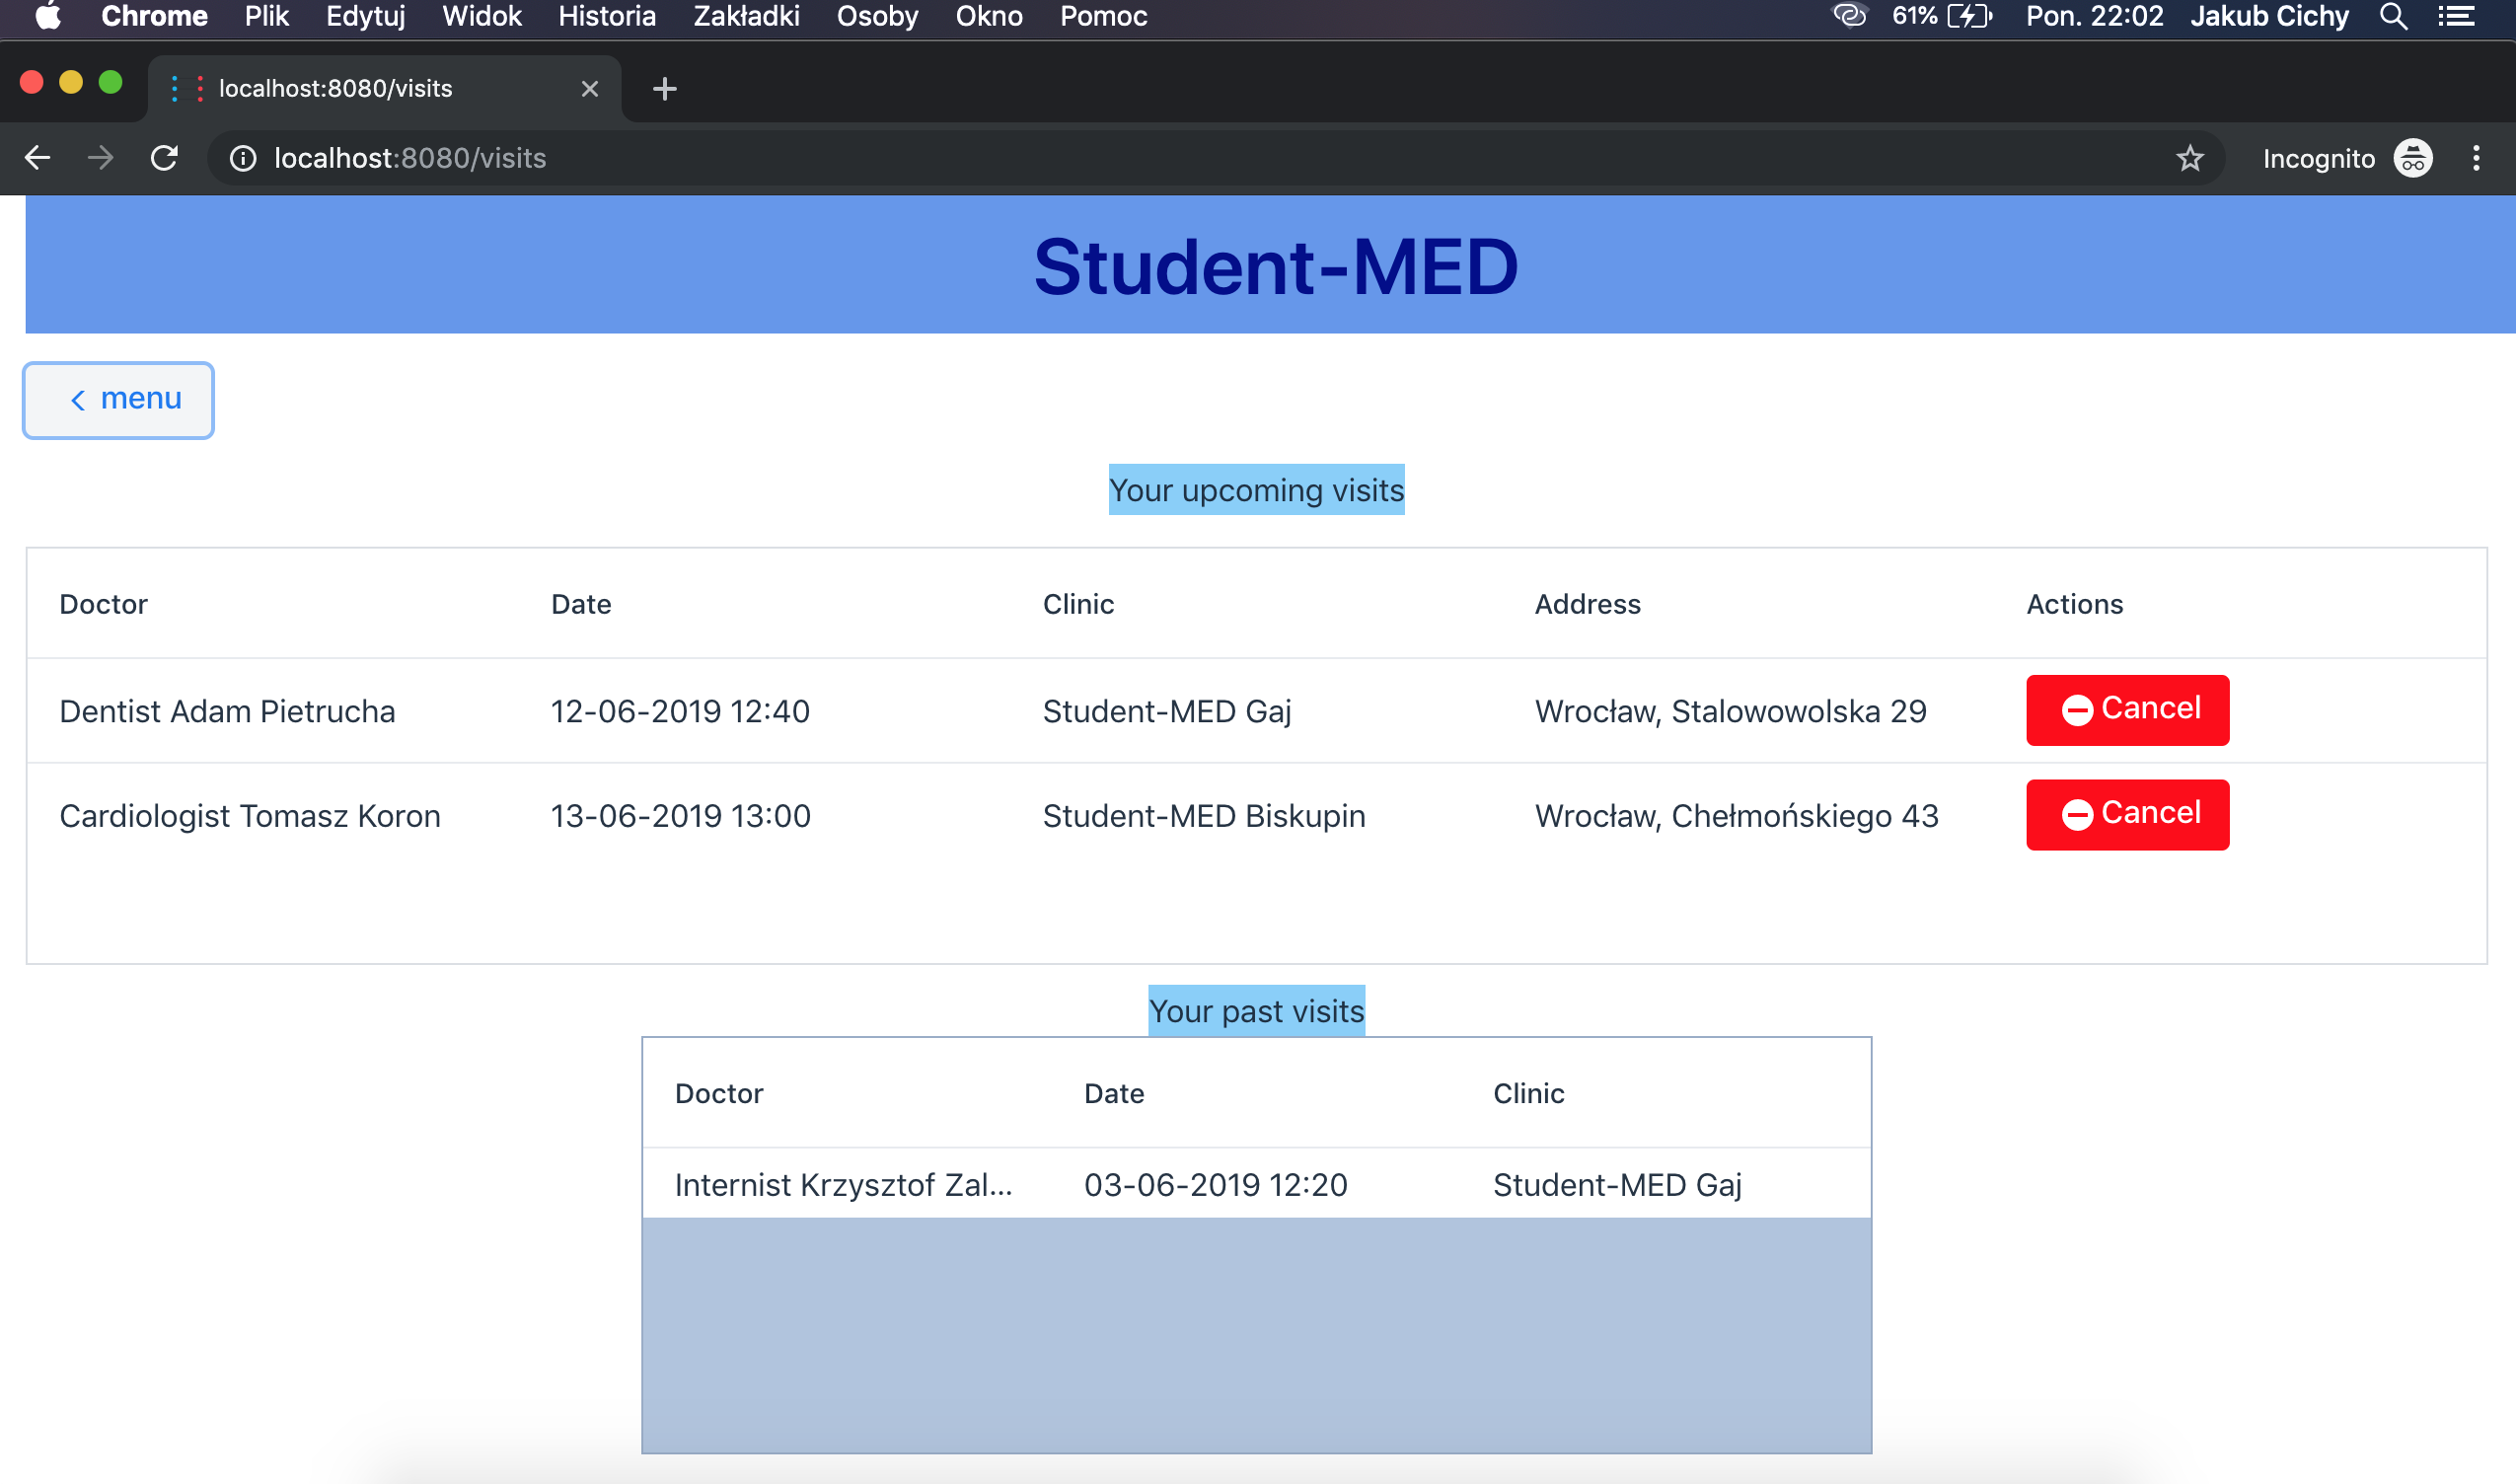 Chrome Plik Edytuj Widok Historia Zakładki Osoby Okno Pomoc 61% Pon. 22:02 Jakub Cichy
localhost:8080/visits
localhost:8080/visits Incognito
Student-MED
menu
Your upcoming visits
Doctor Date Clinic Address Actions
Dentist Adam Pietrucha 12-06-2019 12:40 Student-MED Gaj Wrocław, Stalowowolska 29 Cancel
Cardiologist Tomasz Koron 13-06-2019 13:00 Student-MED Biskupin Wrocław, Chełmońskiego 43 Cancel
Your past visits
Doctor Date Clinic
Internist Krzysztof Zal... 03-06-2019 12:20 Student-MED Gaj